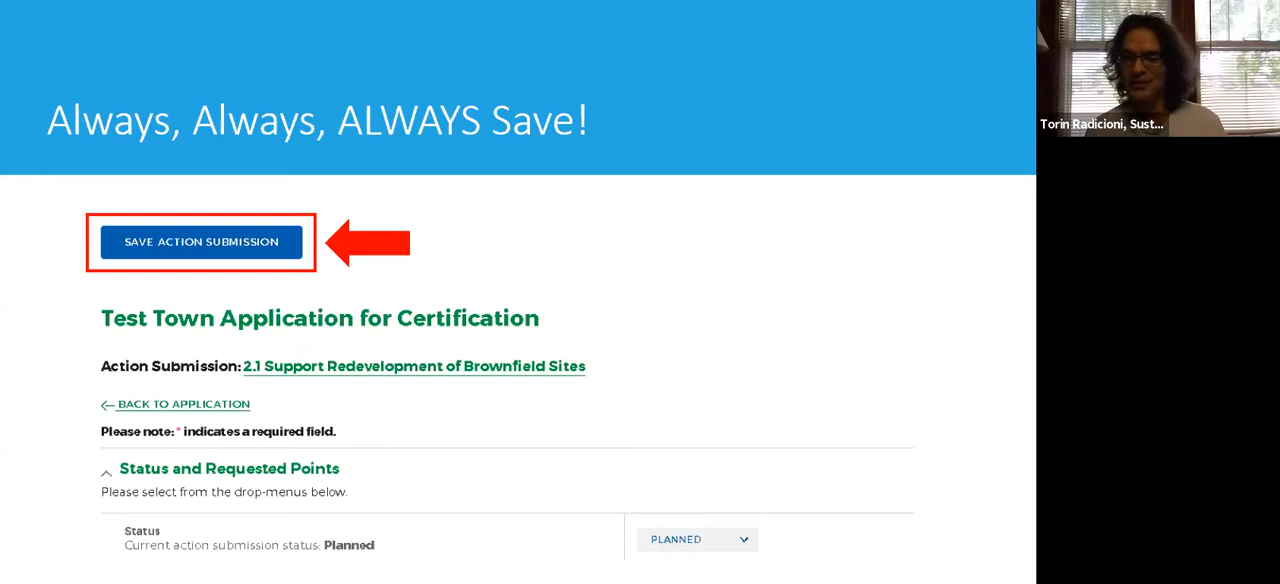 Always, Always, ALWAYS Save!
Torin Radicioni, Sust...
SAVE ACTION SUBMISSION
Test Town Application for Certification
Action Submission: 2.1 Support Redevelopment of Brownfield Sites
BACK TO APPLICATION
Please note: * indicates a required field.
Status and Requested Points
Please select from the drop-menus below.
Status
Current action submission status: Planned
PLANNED